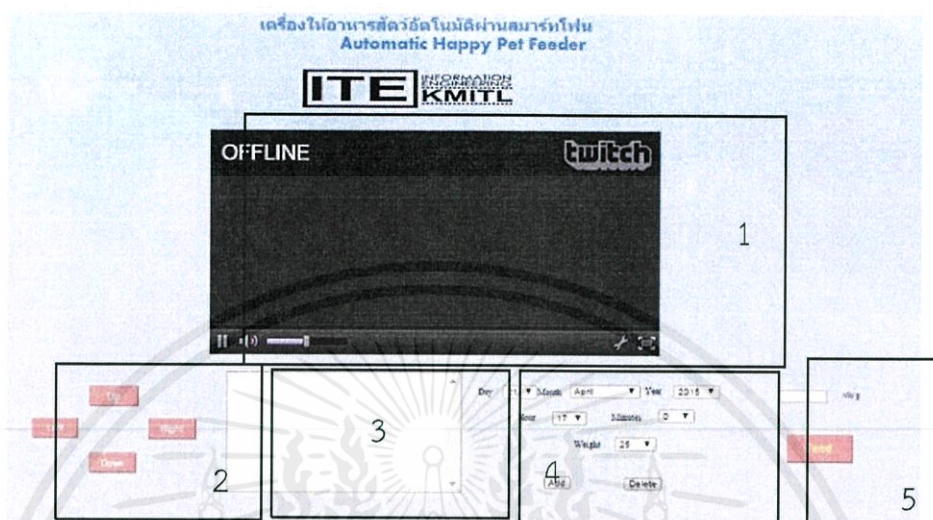 เครื่องให้อาหารสัตว์อัตโนมัติผ่านสมาร์ทโฟน
Automatic Happy Pet Feeder
ITE INFORMATION ENGINEERING KMITL
OFFLINE twitch
1
Up
Left Right
Down
2
3
Day 21 Month April Year 2015
Hour 17 Minutes 0
Weight 25
Add Delete
4
Feed
5